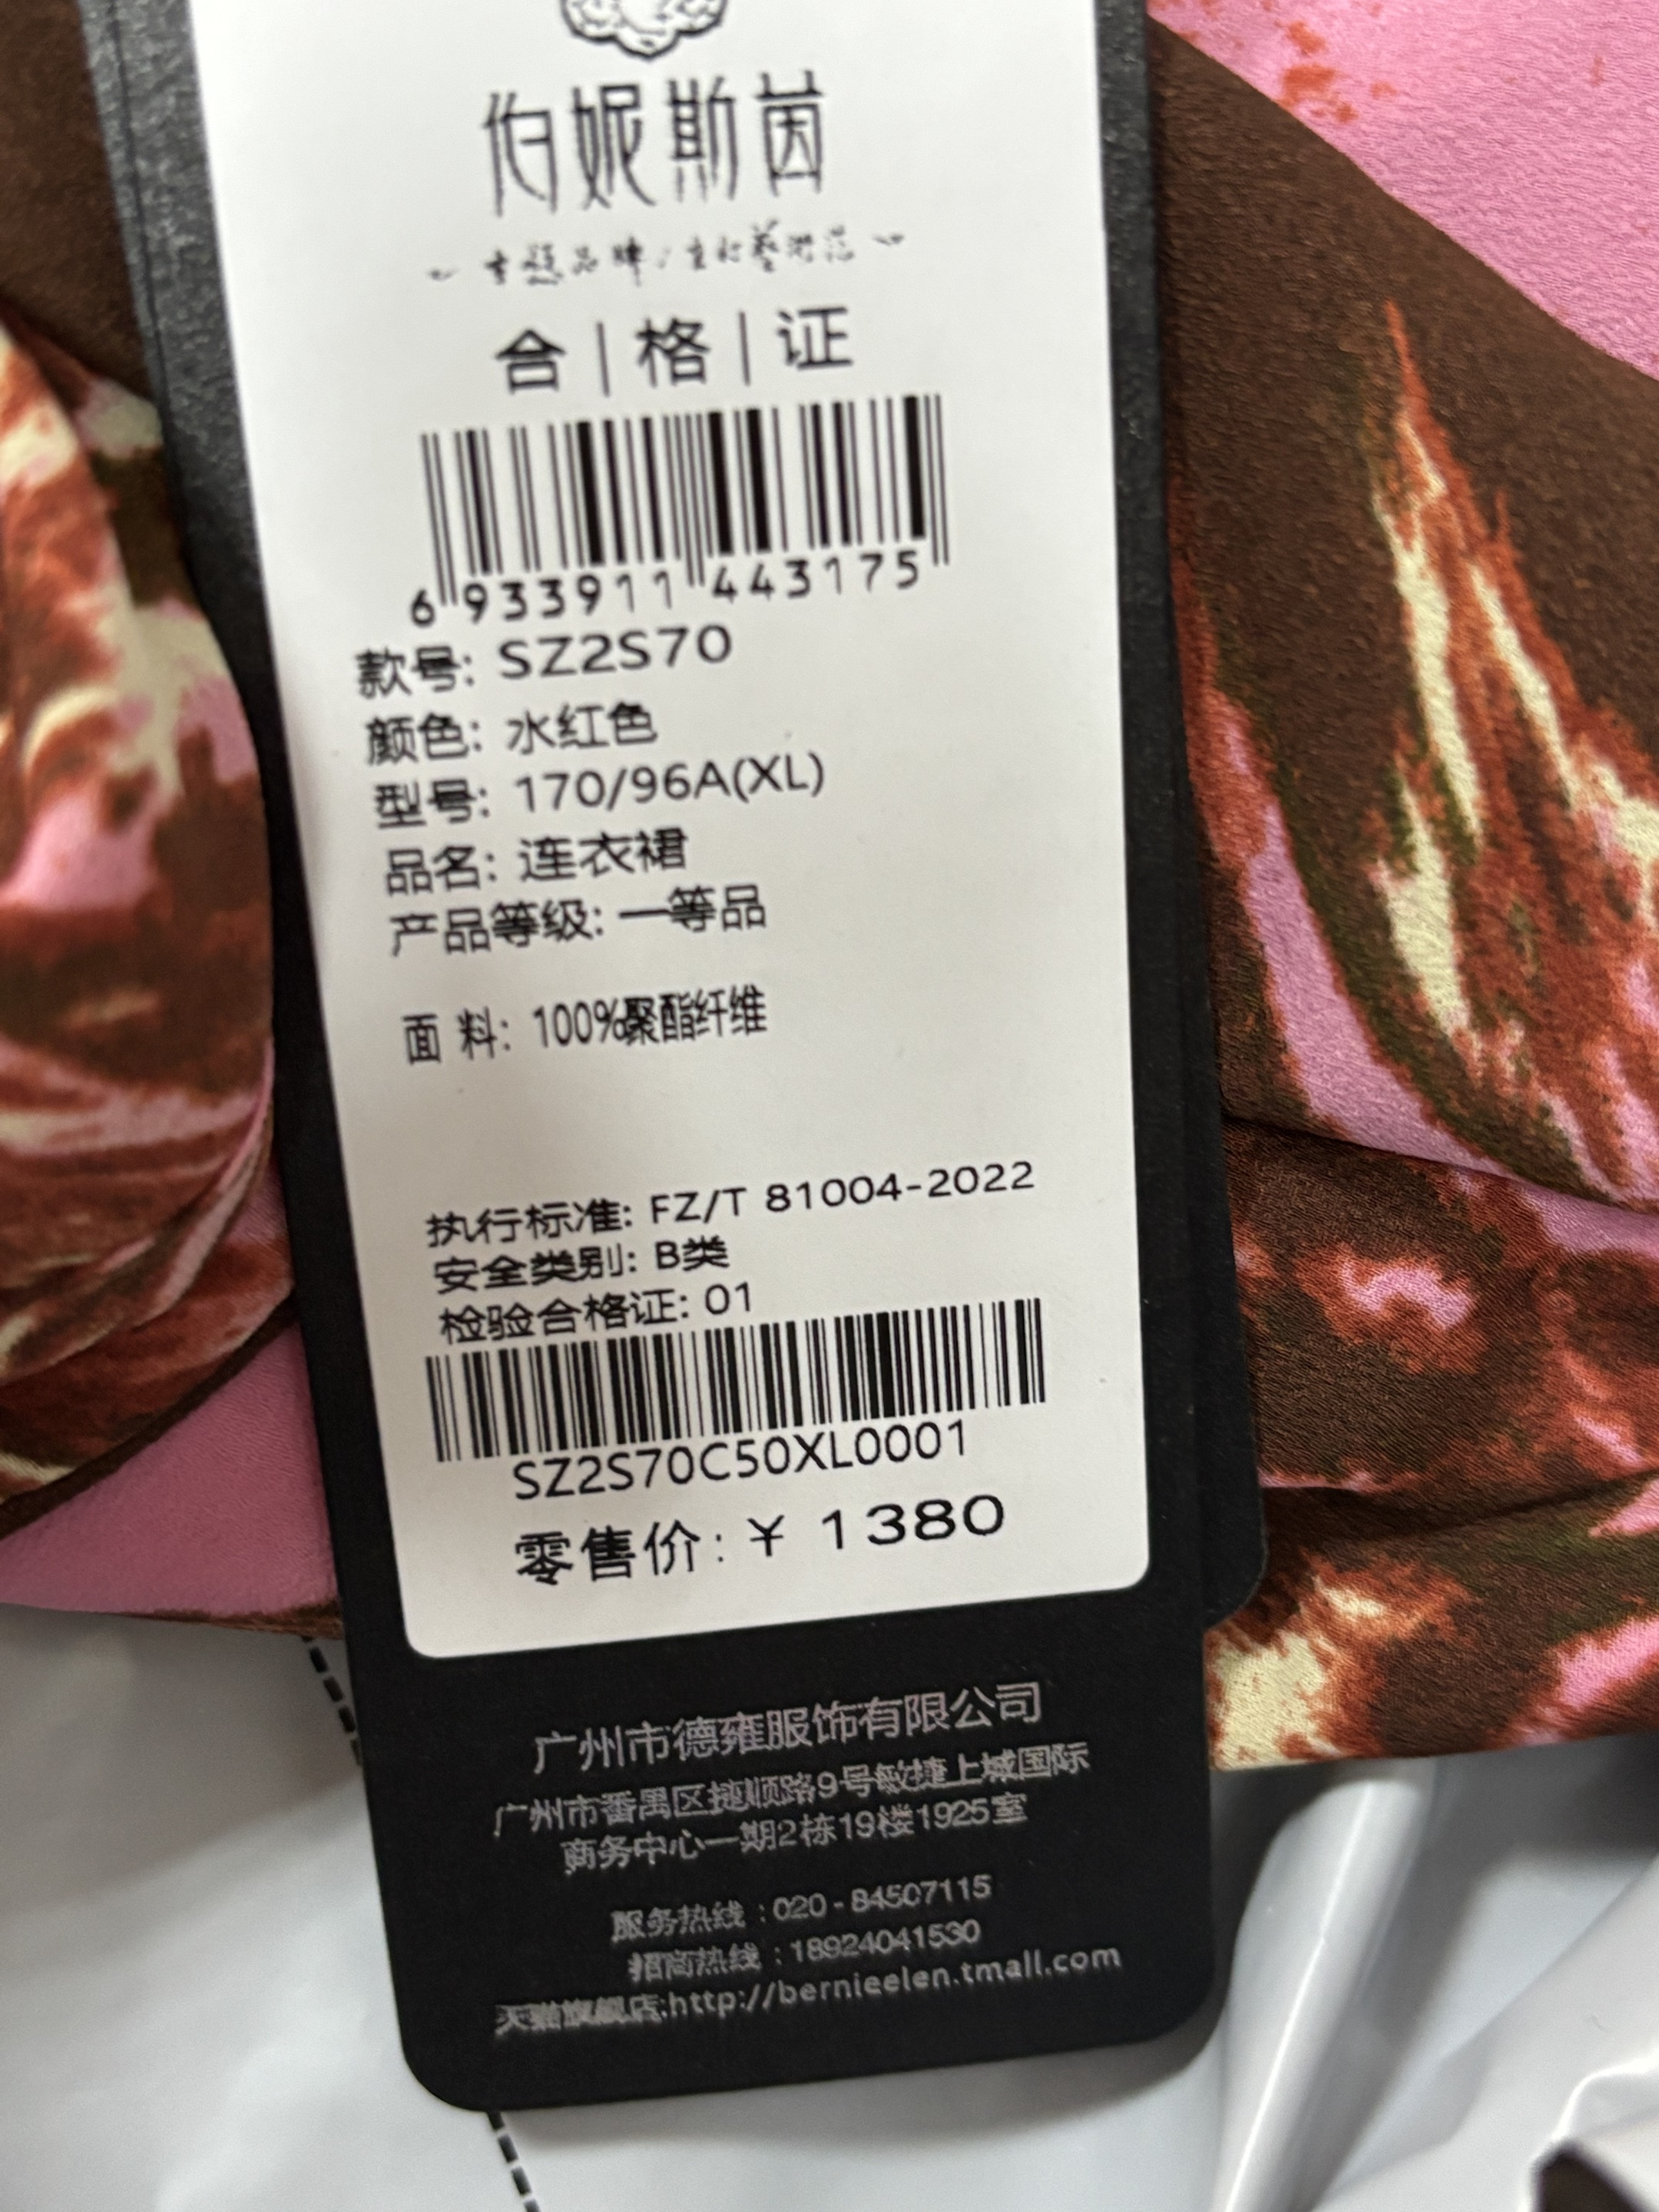 伯妮斯茵
合|格|证
6 933911 443175
款号: SZ2S70
颜色: 水红色
型号: 170/96A(XL)
品名: 连衣裙
产品等级: 一等品
面 料: 100%聚酯纤维
执行标准: FZ/T 81004-2022
安全类别: B类
检验合格证: 01
SZ2S70C50XL0001
零售价: ¥ 1380
广州市德雍服饰有限公司
广州市番禺区捷顺路9号敏捷上城国际
商务中心一期2栋19楼1925室
服务热线 : 020 - 84507115
招商热线 : 18924041530
天猫旗舰店:http://bernieelen.tmall.com